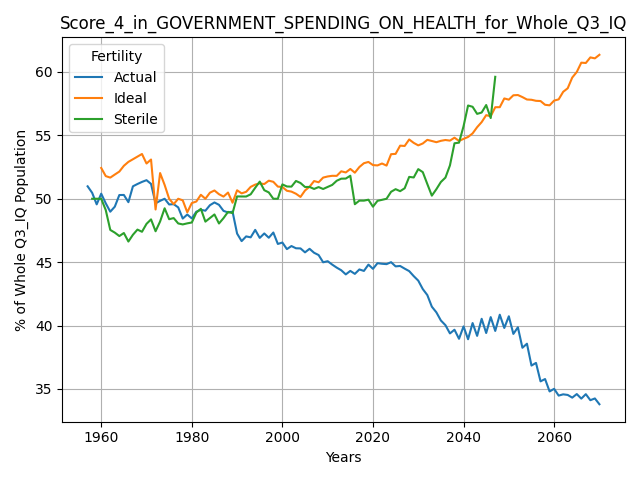 Score_4_in_GOVERNMENT_SPENDING_ON_HEALTH_for_Whole_Q3_IQ
Fertility
Actual
Ideal
Sterile
% of Whole Q3_IQ Population
60
55
50
45
40
35
1960 1980 2000 2020 2040 2060
Years